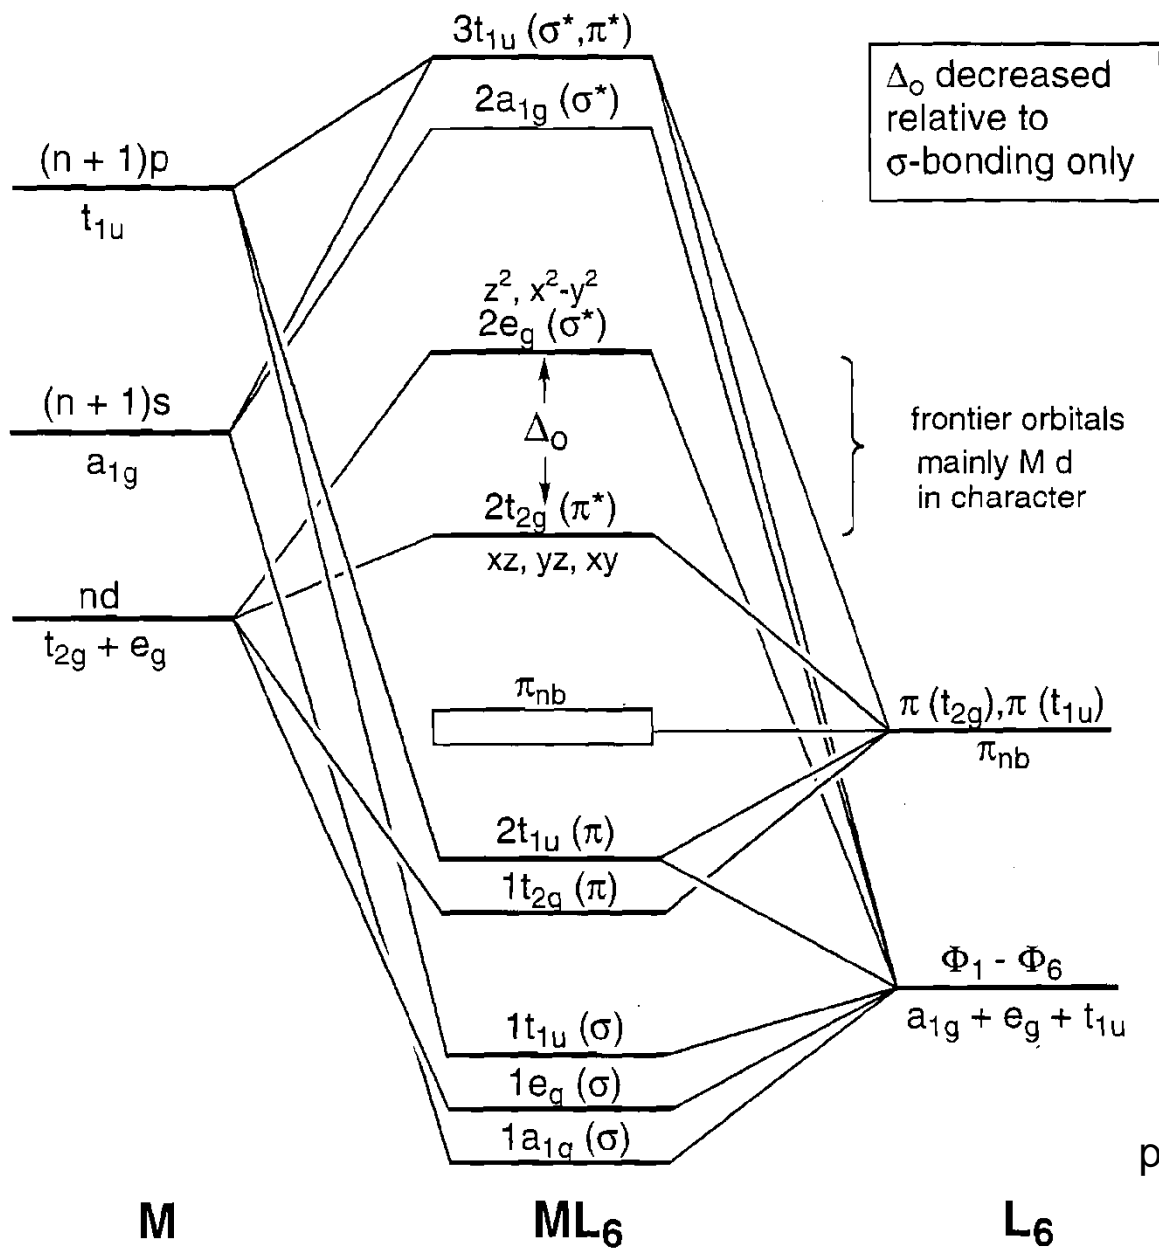 3t₁ᵤ (σ*,π*)
2a₁g (σ*)
Δₒ decreased
relative to
σ-bonding only
(n + 1)p
t₁ᵤ
z², x²-y²
2eg (σ*)
Δₒ
(n + 1)s
a₁g
frontier orbitals
mainly M d
in character
2t₂g (π*)
xz, yz, xy
nd
t₂g + eg
πnb
π (t₂g),π (t₁ᵤ)
πnb
2t₁ᵤ (π)
1t₂g (π)
Φ₁ - Φ₆
a₁g + eg + t₁ᵤ
1t₁ᵤ (σ)
1eg (σ)
1a₁g (σ)
p
M
ML₆
L₆